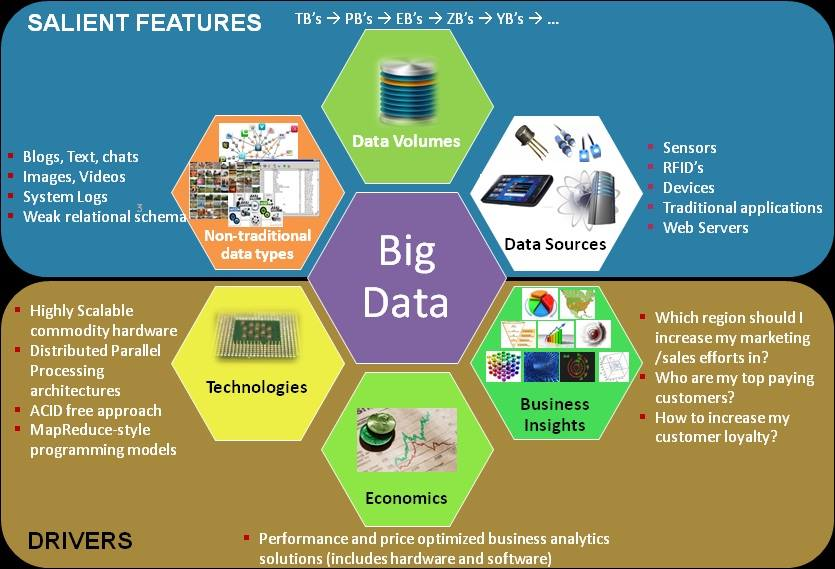 SALIENT FEATURES
TB's → PB's → EB's → ZB's → YB's → ...
Data Volumes
Blogs, Text, chats
Images, Videos
System Logs
Weak relational schema
Non-traditional
data types
Data Sources
Sensors
RFID's
Devices
Traditional applications
Web Servers
Big
Data
Highly Scalable
commodity hardware
Distributed Parallel
Processing
architectures
ACID free approach
MapReduce-style
programming models
Technologies
Business
Insights
Which region should I
increase my marketing
/sales efforts in?
Who are my top paying
customers?
How to increase my
customer loyalty?
Economics
DRIVERS
Performance and price optimized business analytics
solutions (includes hardware and software)